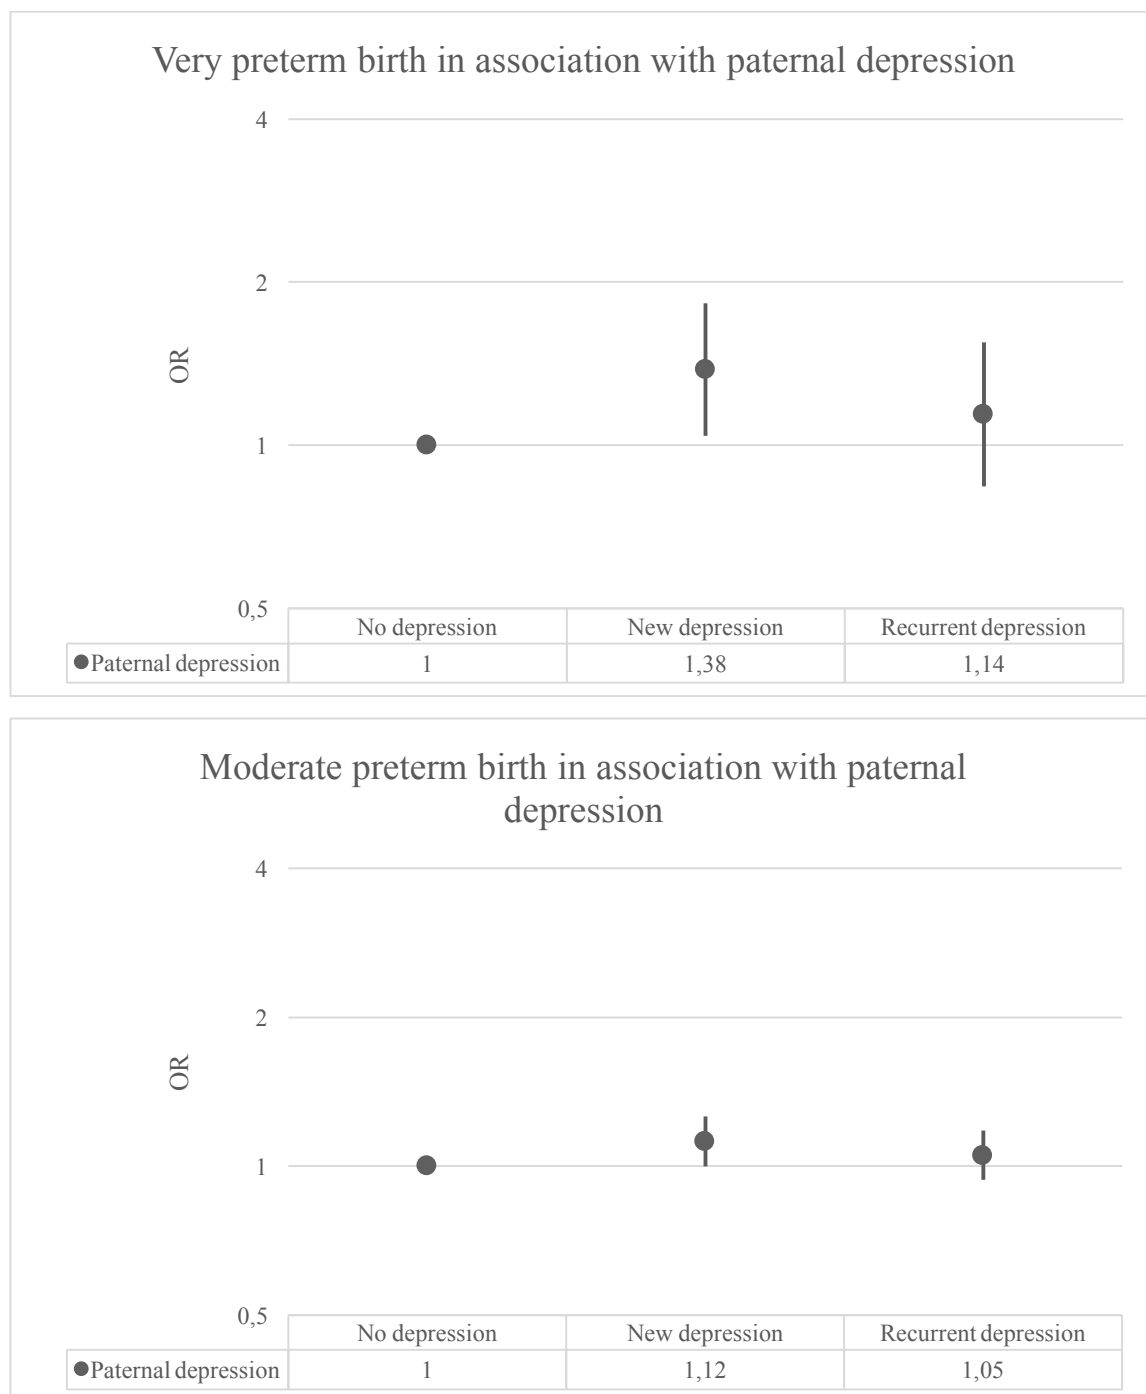 Very preterm birth in association with paternal depression
4
2
OR
1
0,5
No depression New depression Recurrent depression
Paternal depression 1 1,38 1,14
Moderate preterm birth in association with paternal
depression
4
2
OR
1
0,5
No depression New depression Recurrent depression
Paternal depression 1 1,12 1,05